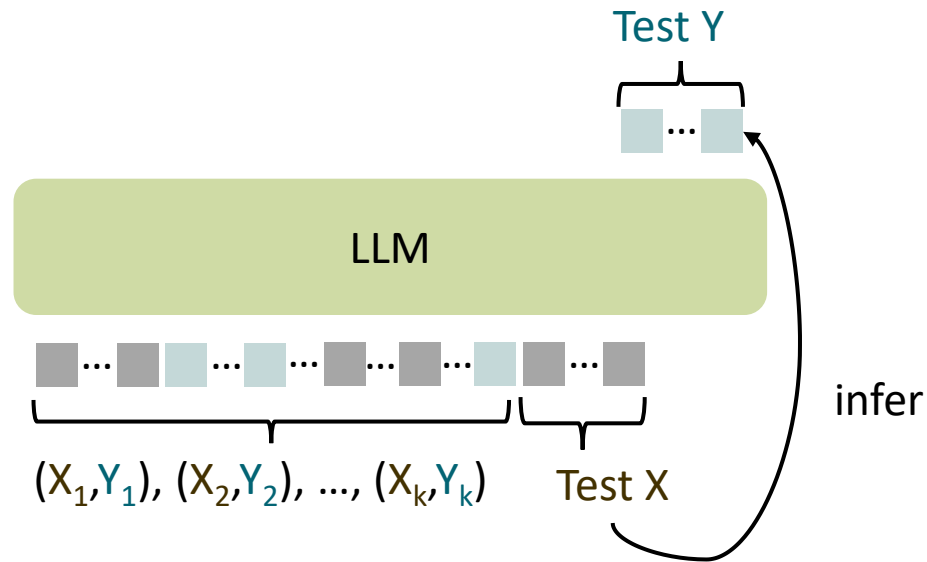 Test Y
...
LLM
... ... ... ... ... ...
infer
(X₁,Y₁), (X₂,Y₂), ..., (Xₖ,Yₖ)
Test X